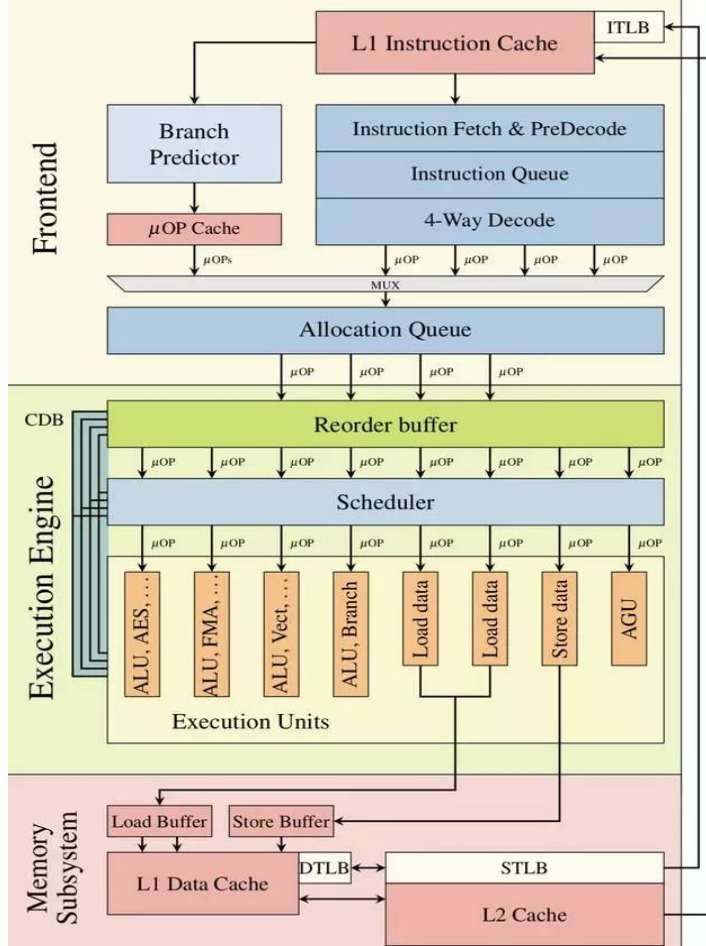 L1 Instruction Cache
ITLB
Frontend
Branch
Predictor
Instruction Fetch & PreDecode
Instruction Queue
4-Way Decode
μOP Cache
μOPs
μOP
μOP
μOP
μOP
MUX
Allocation Queue
μOP
μOP
μOP
μOP
CDB
Reorder buffer
μOP
μOP
μOP
μOP
μOP
μOP
μOP
μOP
Scheduler
Execution Engine
μOP
μOP
μOP
μOP
μOP
μOP
μOP
μOP
ALU, AES, …
ALU, FMA, …
ALU, Vect, …
ALU, Branch
Load data
Load data
Store data
AGU
Execution Units
Memory
Subsystem
Load Buffer
Store Buffer
L1 Data Cache
DTLB
STLB
L2 Cache